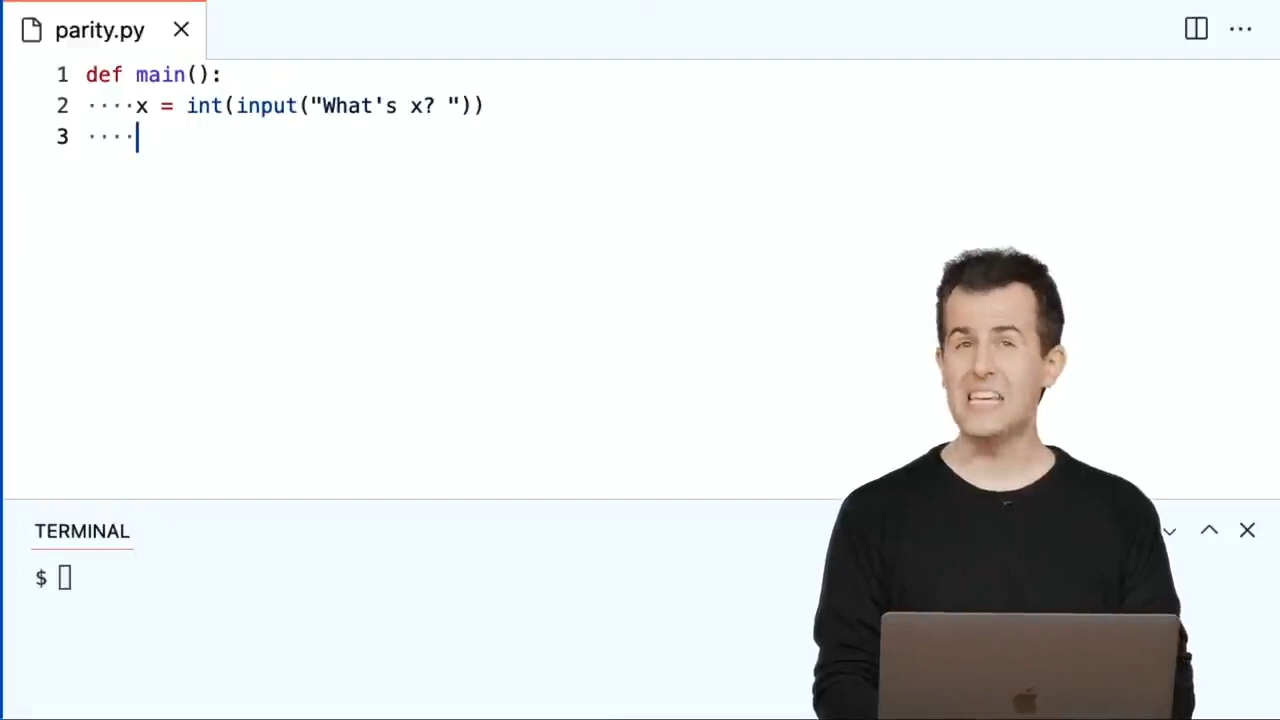 parity.py
1 def main():
2 ····x = int(input("What's x? "))
3 ····
TERMINAL
$